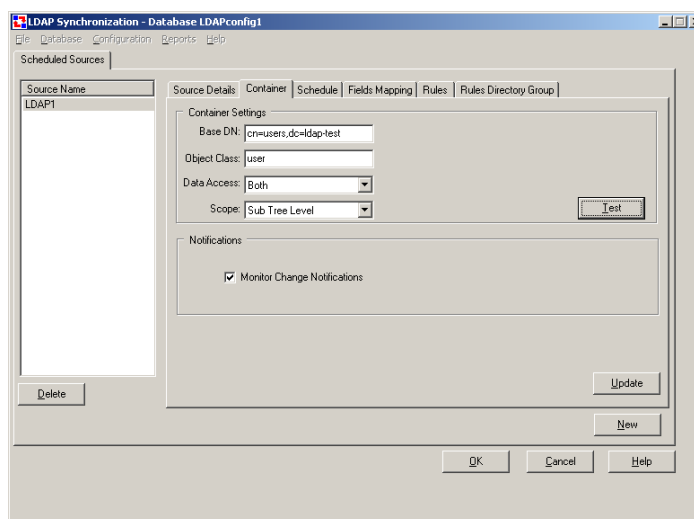 LDAP Synchronization - Database LDAPconfig1
File Database Configuration Reports Help
Scheduled Sources
Source Name
LDAP1
Source Details Container Schedule Fields Mapping Rules Rules Directory Group
Container Settings
Base DN: cn=users,dc=ldap-test
Object Class: user
Data Access: Both
Scope: Sub Tree Level
Test
Notifications
Monitor Change Notifications
Update
Delete
New
OK Cancel Help